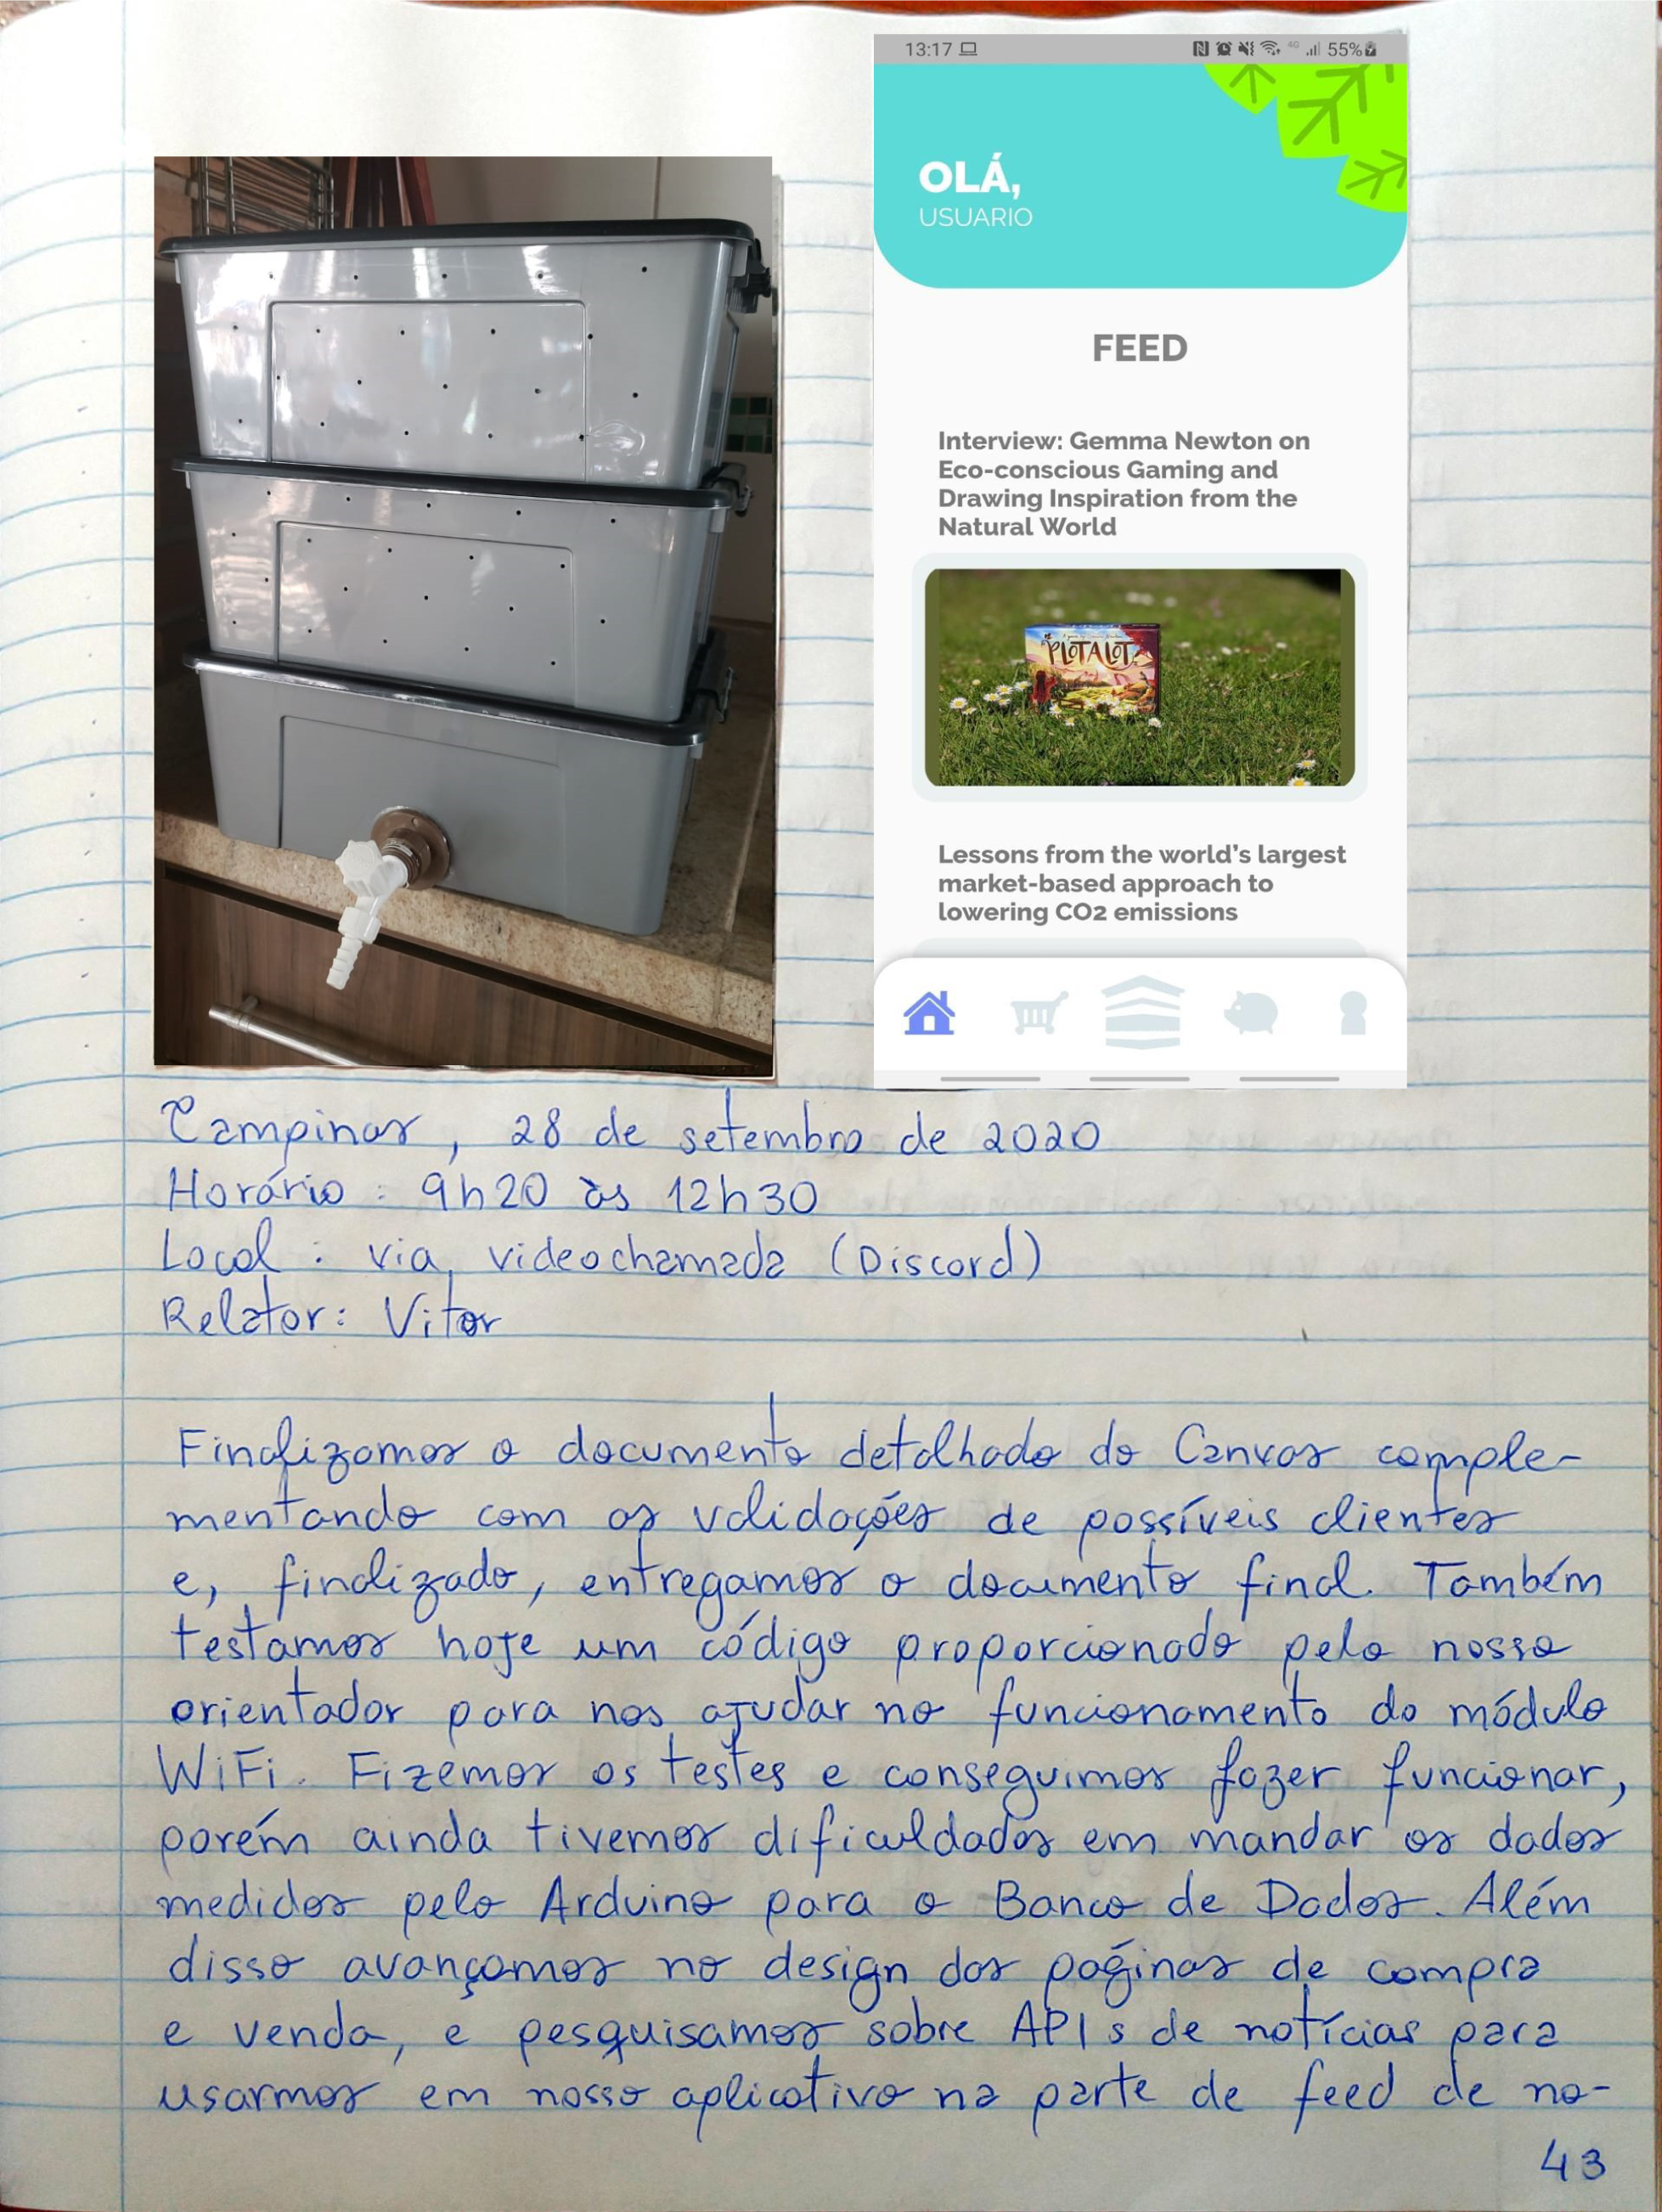 13:17 4G 55%
OLÁ,
USUARIO
FEED
Interview: Gemma Newton on
Eco-conscious Gaming and
Drawing Inspiration from the
Natural World
PLOTALOT
Lessons from the world's largest
market-based approach to
lowering CO2 emissions
Campinas, 28 de setembro de 2020
Horário: 9h20 às 12h30
Local: via videochamada (Discord)
Relator: Vitor
Finalizamos o documento detalhado do Canvas comple-
mentando com as validações de possíveis clientes
e, finalizado, entregamos o documento final. Também
testamos hoje um código proporcionado pelo nosso
orientador para nos ajudar no funcionamento do módulo
WiFi. Fizemos os testes e conseguimos fazer funcionar,
porém ainda tivemos dificuldades em mandar os dados
medidos pelo Arduino para o Banco de Dados. Além
disso avançamos no design das páginas de compra
e venda, e pesquisamos sobre APIs de notícias para
usarmos em nosso aplicativo na parte de feed de no-
43